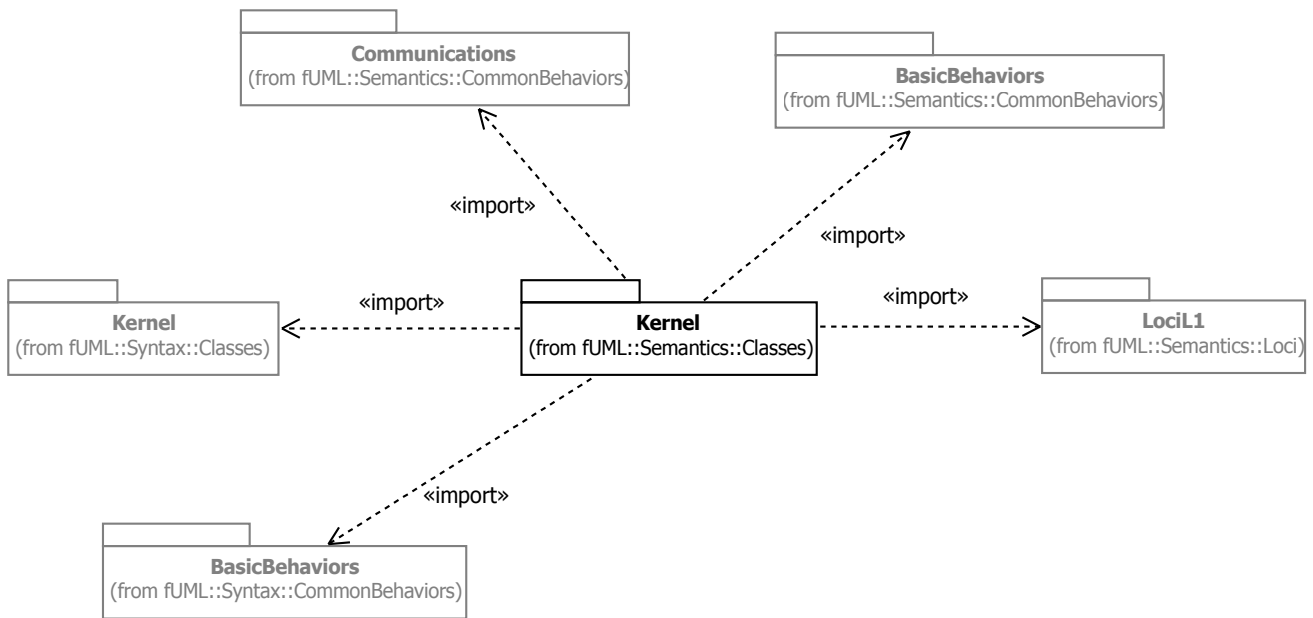 Communications
(from fUML::Semantics::CommonBehaviors)
BasicBehaviors
(from fUML::Semantics::CommonBehaviors)
«import»
«import»
«import»
«import»
Kernel
(from fUML::Syntax::Classes)
Kernel
(from fUML::Semantics::Classes)
LociL1
(from fUML::Semantics::Loci)
«import»
BasicBehaviors
(from fUML::Syntax::CommonBehaviors)